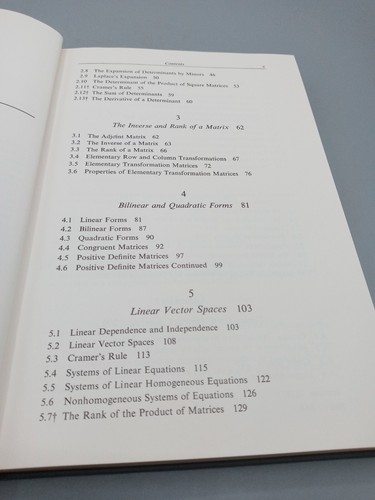 Contents
2.8 The Expansion of Determinants by Minors 46
2.9 Laplace's Expansion 50
2.10 The Determinant of the Product of Square Matrices 53
2.11† Cramer's Rule 55
2.12† The Sum of Determinants 59
2.13† The Derivative of a Determinant 60
3
The Inverse and Rank of a Matrix 62
3.1 The Adjoint Matrix 62
3.2 The Inverse of a Matrix 63
3.3 The Rank of a Matrix 66
3.4 Elementary Row and Column Transformations 67
3.5 Elementary Transformation Matrices 72
3.6 Properties of Elementary Transformation Matrices 76
4
Bilinear and Quadratic Forms 81
4.1 Linear Forms 81
4.2 Bilinear Forms 87
4.3 Quadratic Forms 90
4.4 Congruent Matrices 92
4.5 Positive Definite Matrices 97
4.6 Positive Definite Matrices Continued 99
5
Linear Vector Spaces 103
5.1 Linear Dependence and Independence 103
5.2 Linear Vector Spaces 108
5.3 Cramer's Rule 113
5.4 Systems of Linear Equations 115
5.5 Systems of Linear Homogeneous Equations 122
5.6 Nonhomogeneous Systems of Equations 126
5.7† The Rank of the Product of Matrices 129